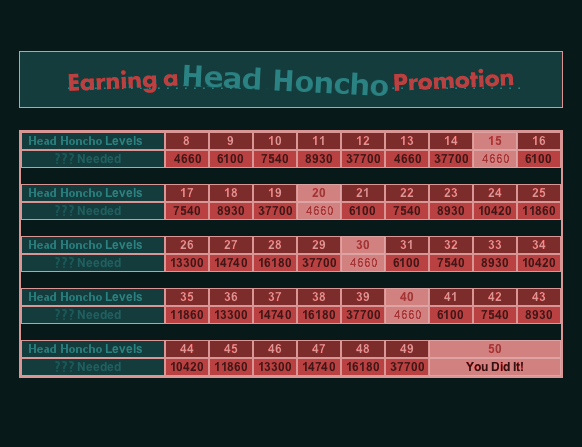 Earning a Head Honcho Promotion
Head Honcho Levels 8 9 10 11 12 13 14 15 16
??? Needed 4660 6100 7540 8930 37700 4660 37700 4660 6100
Head Honcho Levels 17 18 19 20 21 22 23 24 25
??? Needed 7540 8930 37700 4660 6100 7540 8930 10420 11860
Head Honcho Levels 26 27 28 29 30 31 32 33 34
??? Needed 13300 14740 16180 37700 4660 6100 7540 8930 10420
Head Honcho Levels 35 36 37 38 39 40 41 42 43
??? Needed 11860 13300 14740 16180 37700 4660 6100 7540 8930
Head Honcho Levels 44 45 46 47 48 49 50
??? Needed 10420 11860 13300 14740 16180 37700 You Did It!